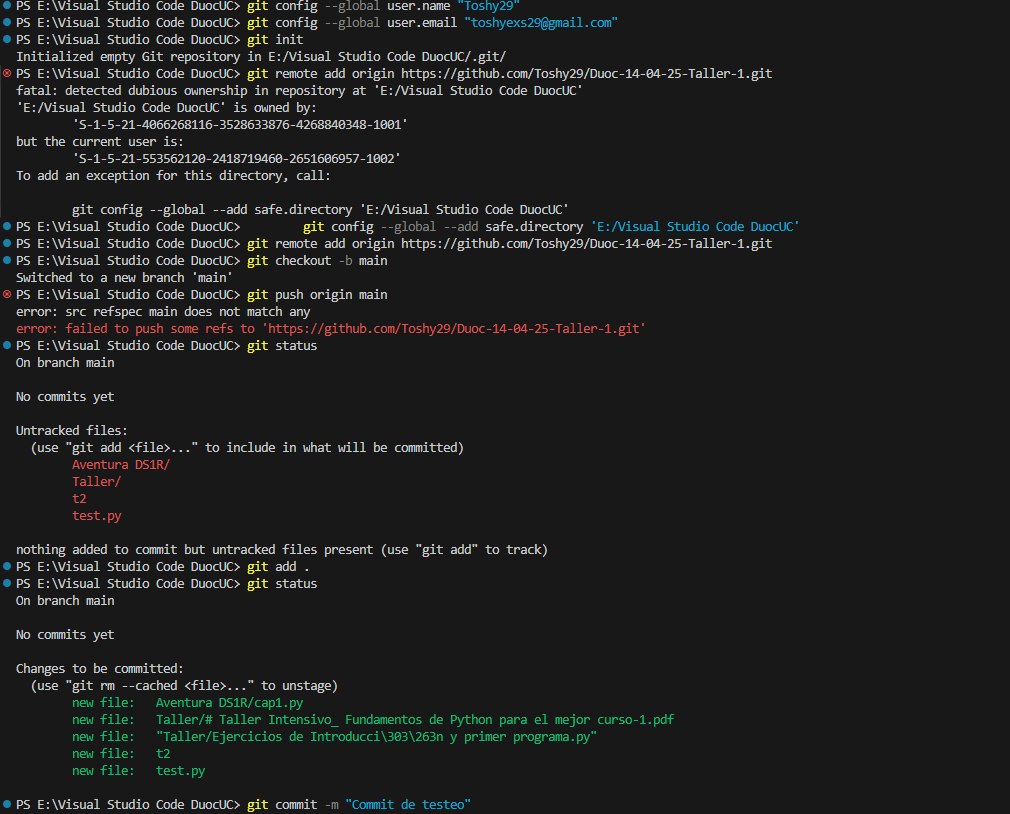 PS E:\Visual Studio Code DuocUC> git config --global user.name "Toshy29"
PS E:\Visual Studio Code DuocUC> git config --global user.email "toshyexs29@gmail.com"
PS E:\Visual Studio Code DuocUC> git init
Initialized empty Git repository in E:/Visual Studio Code DuocUC/.git/
PS E:\Visual Studio Code DuocUC> git remote add origin https://github.com/Toshy29/Duoc-14-04-25-Taller-1.git
fatal: detected dubious ownership in repository at 'E:/Visual Studio Code DuocUC'
'E:/Visual Studio Code DuocUC' is owned by:
        'S-1-5-21-4066268116-3528633876-4268840348-1001'
but the current user is:
        'S-1-5-21-553562120-2418719460-2651606957-1002'
To add an exception for this directory, call:

        git config --global --add safe.directory 'E:/Visual Studio Code DuocUC'
PS E:\Visual Studio Code DuocUC>         git config --global --add safe.directory 'E:/Visual Studio Code DuocUC'
PS E:\Visual Studio Code DuocUC> git remote add origin https://github.com/Toshy29/Duoc-14-04-25-Taller-1.git
PS E:\Visual Studio Code DuocUC> git checkout -b main
Switched to a new branch 'main'
PS E:\Visual Studio Code DuocUC> git push origin main
error: src refspec main does not match any
error: failed to push some refs to 'https://github.com/Toshy29/Duoc-14-04-25-Taller-1.git'
PS E:\Visual Studio Code DuocUC> git status
On branch main

No commits yet

Untracked files:
  (use "git add <file>..." to include in what will be committed)
        Aventura DS1R/
        Taller/
        t2
        test.py

nothing added to commit but untracked files present (use "git add" to track)
PS E:\Visual Studio Code DuocUC> git add .
PS E:\Visual Studio Code DuocUC> git status
On branch main

No commits yet

Changes to be committed:
  (use "git rm --cached <file>..." to unstage)
        new file:   Aventura DS1R/cap1.py
        new file:   Taller/# Taller Intensivo_ Fundamentos de Python para el mejor curso-1.pdf
        new file:   "Taller/Ejercicios de Introducci\303\263n y primer programa.py"
        new file:   t2
        new file:   test.py

PS E:\Visual Studio Code DuocUC> git commit -m "Commit de testeo"